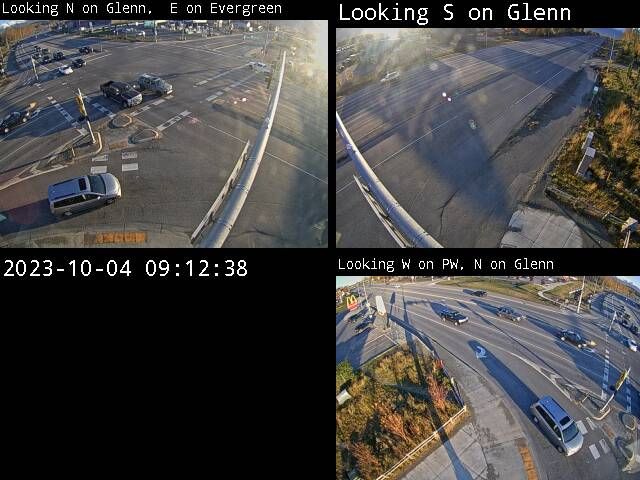 Looking N on Glenn,  E on Evergreen
Looking S on Glenn
2023-10-04 09:12:38
Looking W on PW, N on Glenn